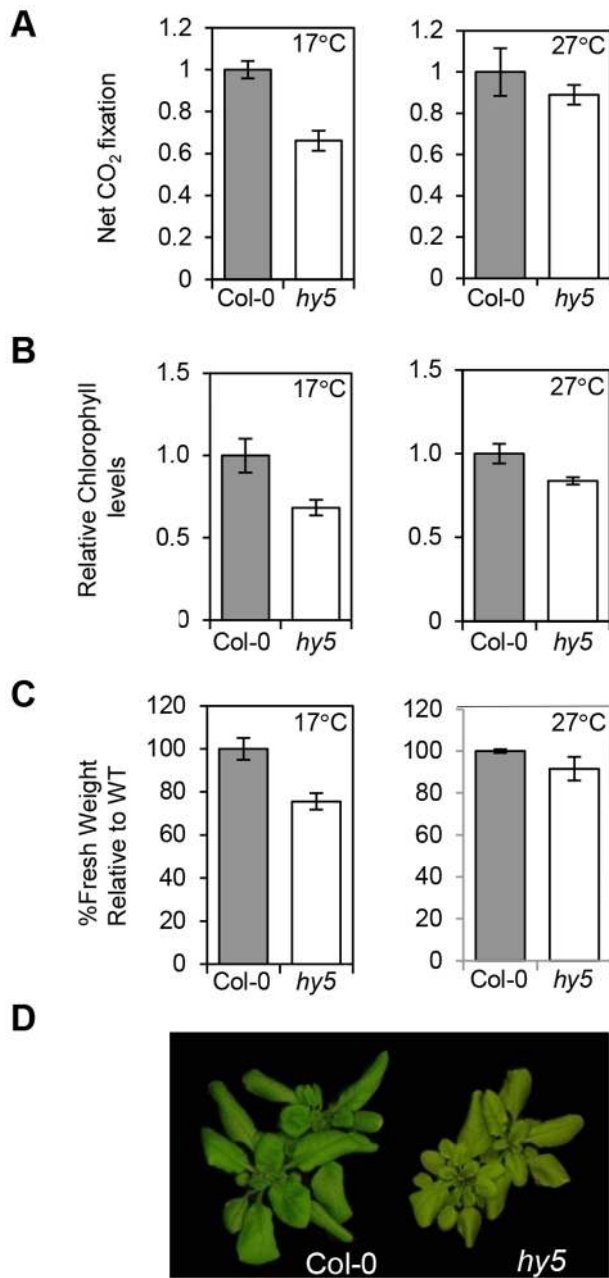 A
Net CO₂ fixation
1.2
1
0.8
0.6
0.4
0.2
0
17°C
Col-0 hy5
1.2
1
0.8
0.6
0.4
0.2
0
27°C
Col-0 hy5
B
Relative Chlorophyll
levels
1.5
1.0
0.5
0
17°C
Col-0 hy5
1.5
1.0
0.5
0
27°C
Col-0 hy5
C
%Fresh Weight
Relative to WT
120
100
80
60
40
20
0
17°C
Col-0 hy5
120
100
80
60
40
20
0
27°C
Col-0 hy5
D
Col-0 hy5